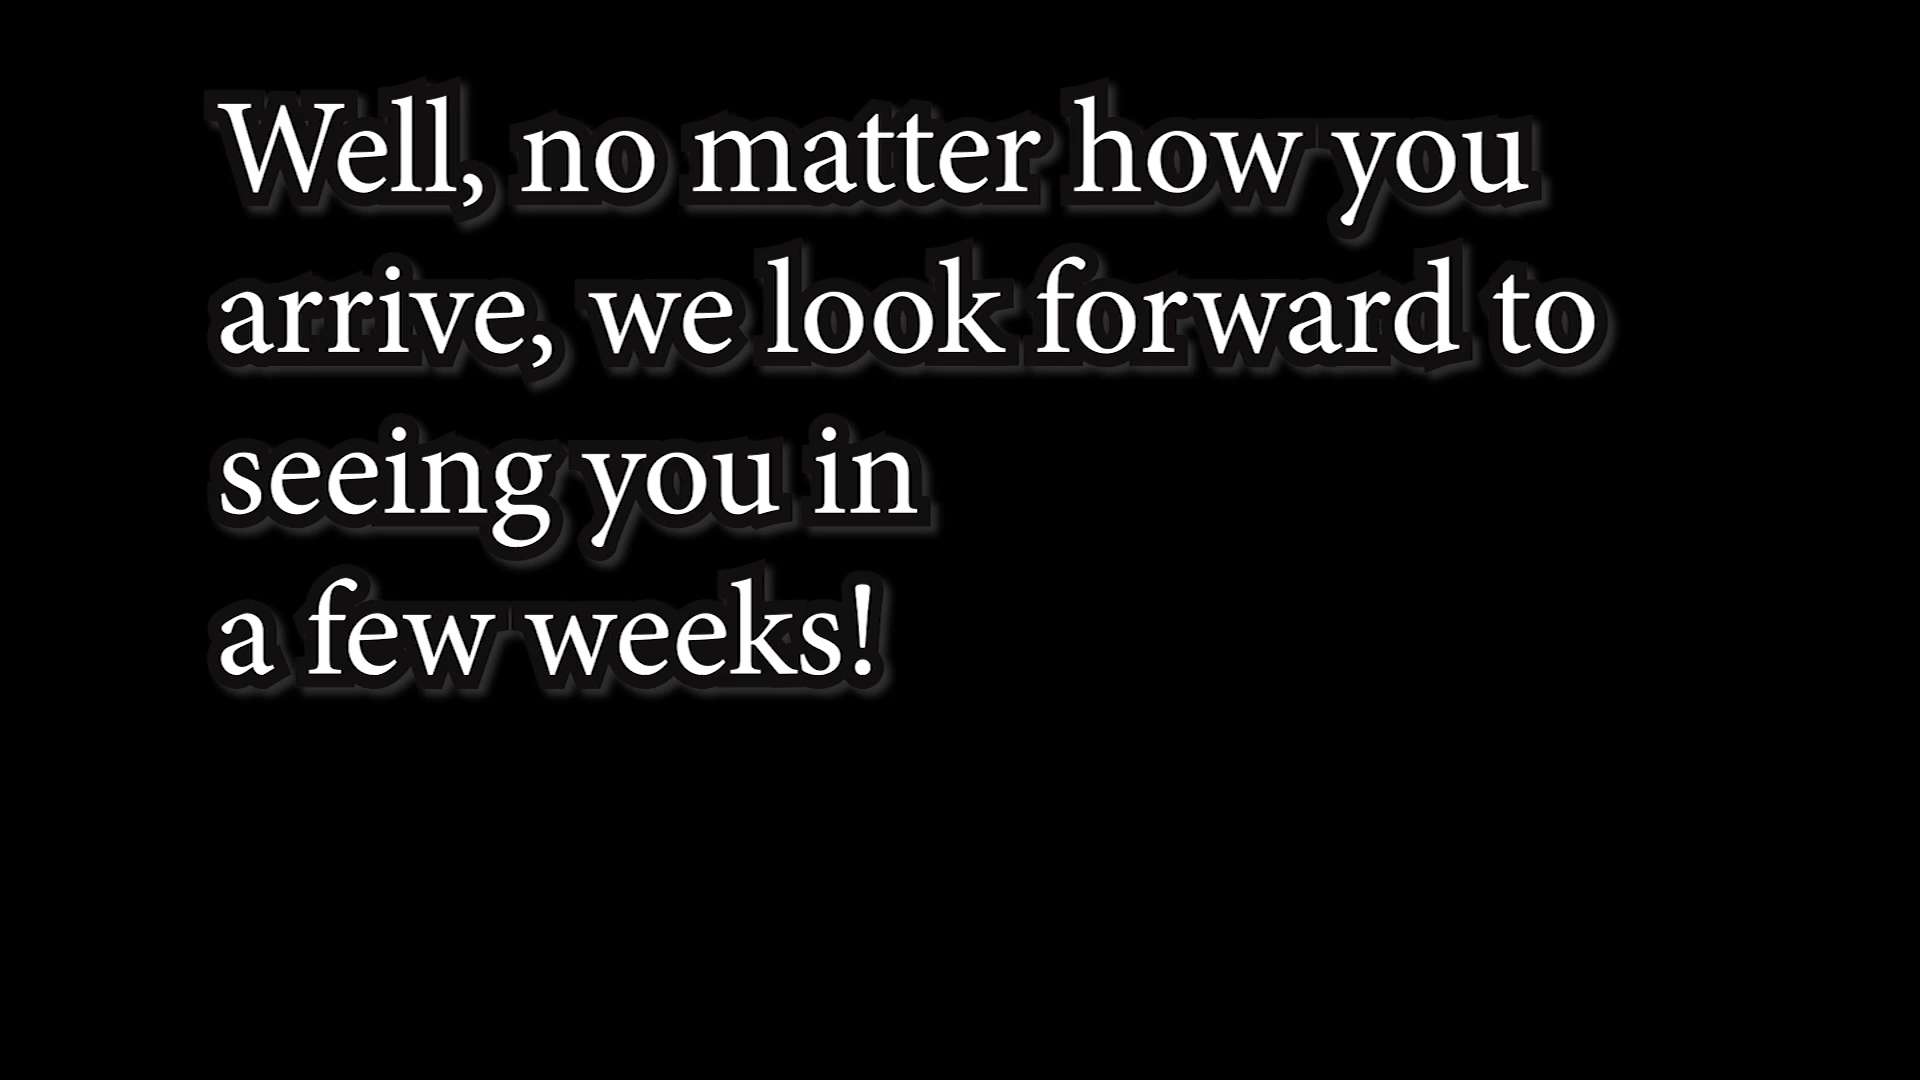 Well, no matter how you
arrive, we look forward to
seeing you in
a few weeks!